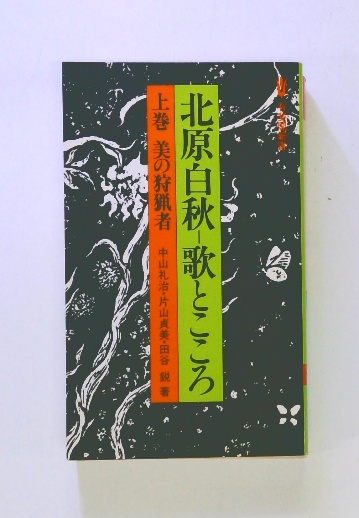 北原白秋―歌とこころ
上巻 美の狩猟者
中山礼治・片山貞美・田谷 鋭 著